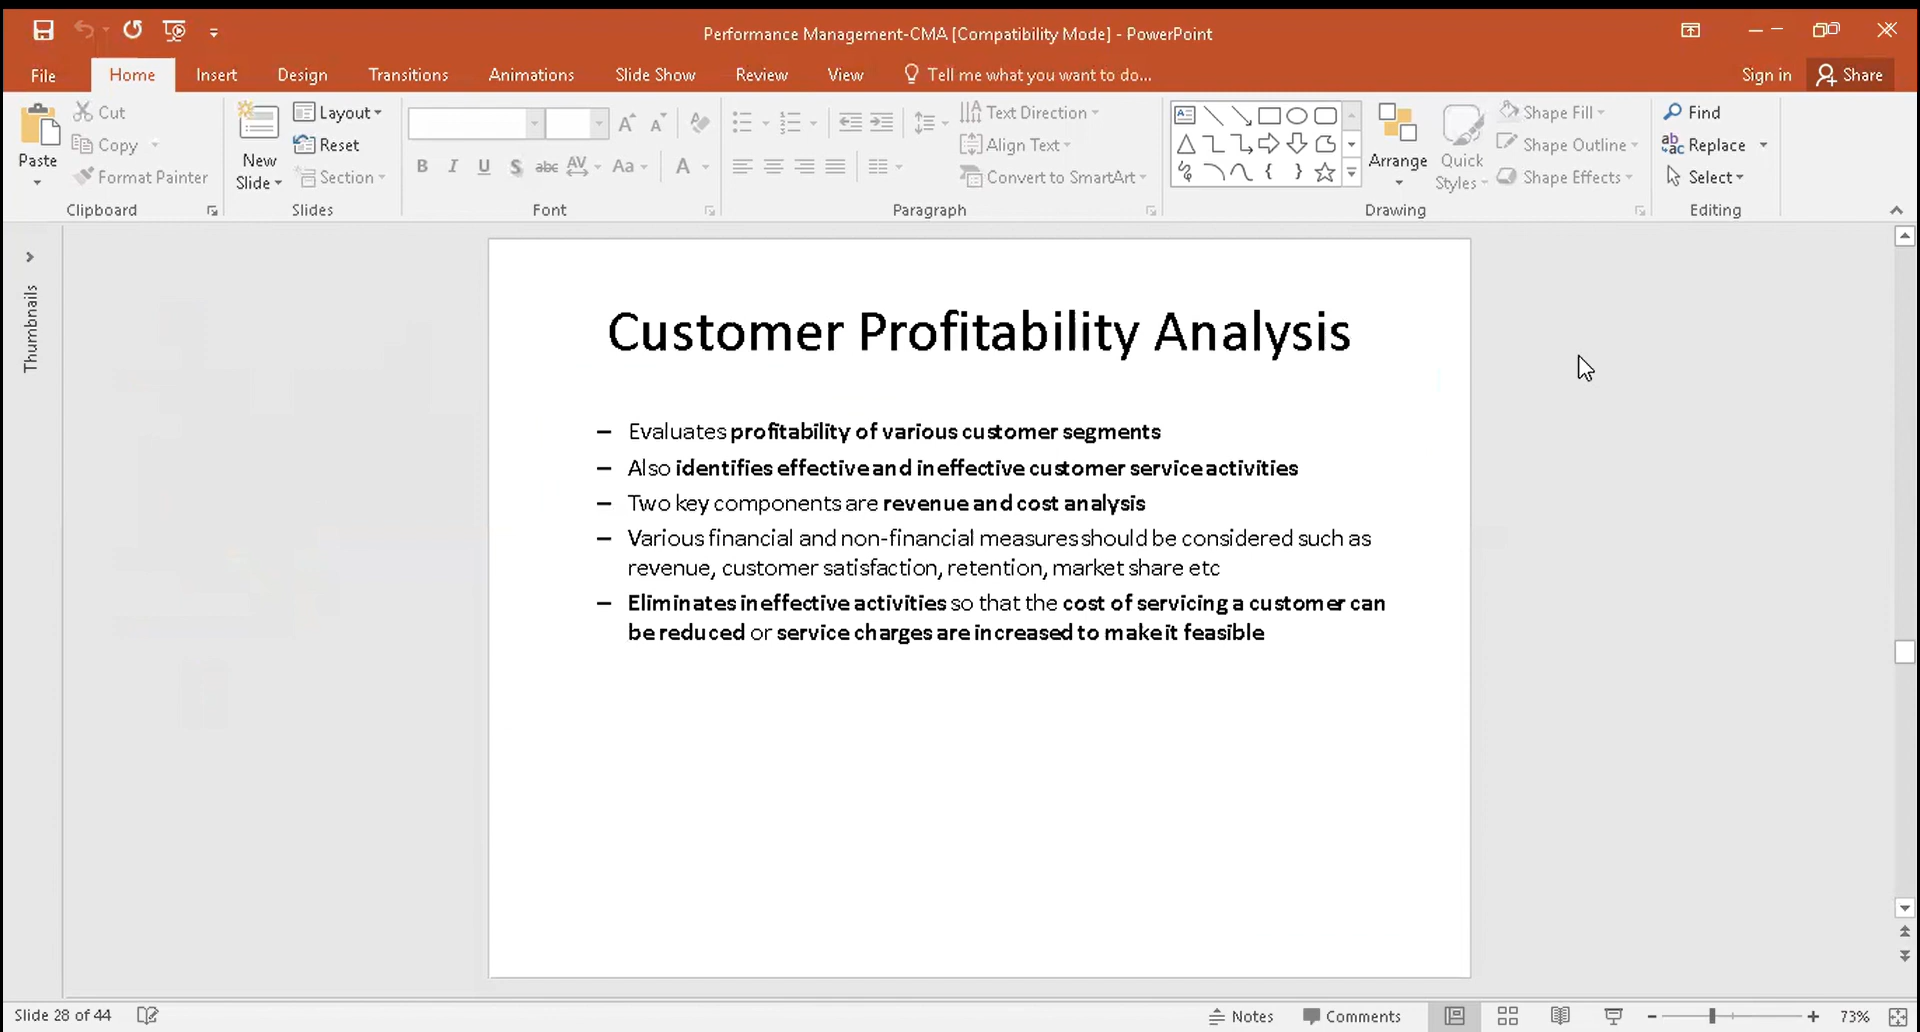 Performance Management-CMA [Compatibility Mode] - PowerPoint
File Home Insert Design Transitions Animations Slide Show Review View Tell me what you want to do... Sign in Share
Paste
Cut
Copy
Format Painter
Clipboard
New
Slide
Layout
Reset
Section
Slides
B I U S abc AV Aa A
Font
Text Direction
Align Text
Convert to SmartArt
Paragraph
Arrange
Quick
Styles
Shape Fill
Shape Outline
Shape Effects
Drawing
Find
Replace
Select
Editing
Thumbnails
Customer Profitability Analysis
– Evaluates profitability of various customer segments
– Also identifies effective and ineffective customer service activities
– Two key components are revenue and cost analysis
– Various financial and non-financial measures should be considered such as
revenue, customer satisfaction, retention, market share etc
– Eliminates ineffective activities so that the cost of servicing a customer can
be reduced or service charges are increased to make it feasible
Slide 28 of 44 Notes Comments 73%